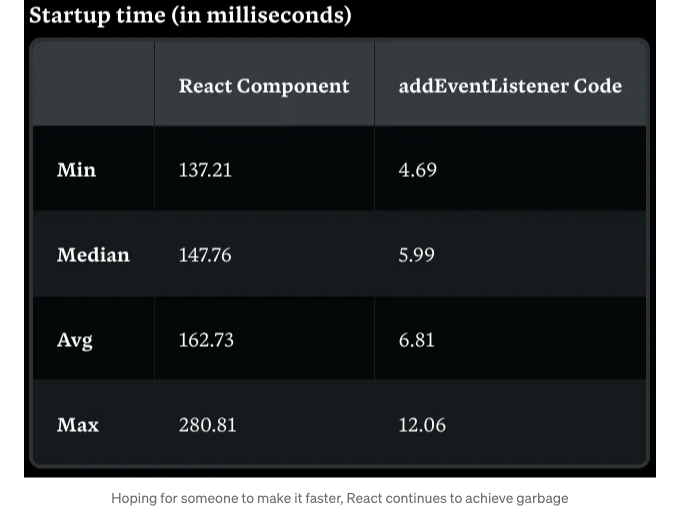 Startup time (in milliseconds)
React Component addEventListener Code
Min 137.21 4.69
Median 147.76 5.99
Avg 162.73 6.81
Max 280.81 12.06
Hoping for someone to make it faster, React continues to achieve garbage